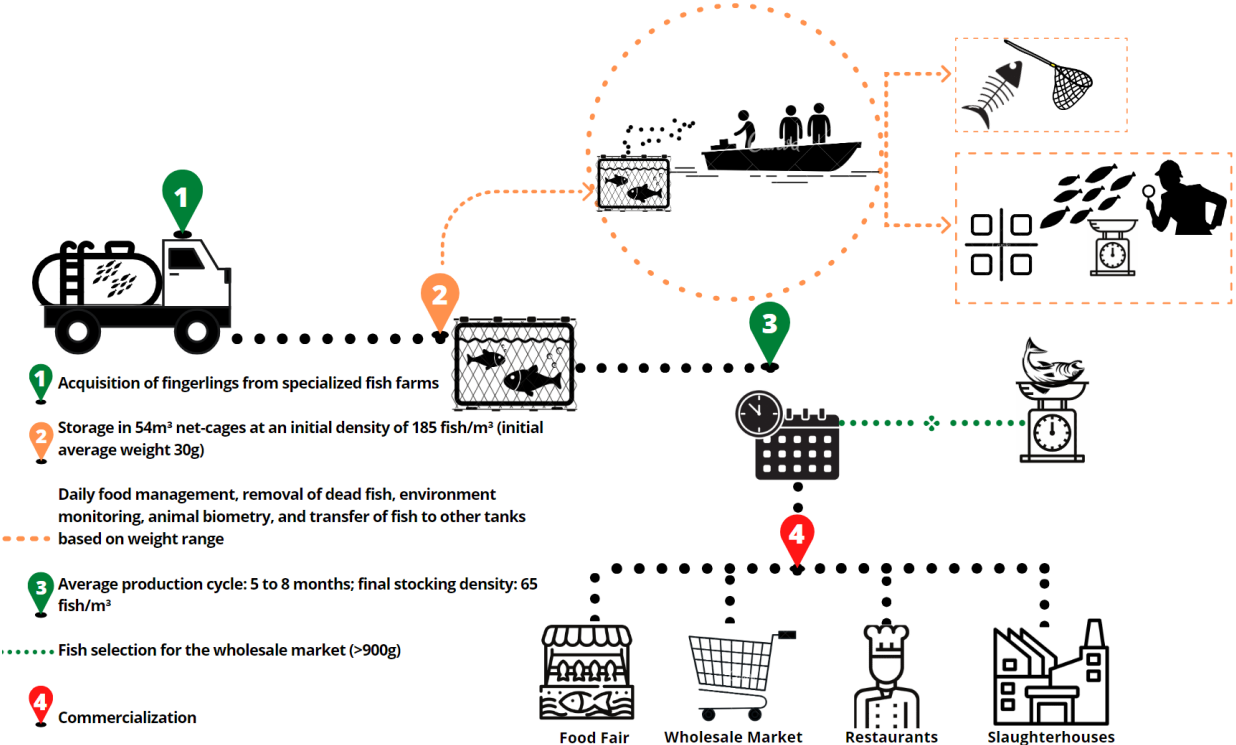 1
2
3
1 Acquisition of fingerlings from specialized fish farms
2 Storage in 54m³ net-cages at an initial density of 185 fish/m³ (initial
average weight 30g)
Daily food management, removal of dead fish, environment
monitoring, animal biometry, and transfer of fish to other tanks
based on weight range
3 Average production cycle: 5 to 8 months; final stocking density: 65
fish/m³
Fish selection for the wholesale market (>900g)
4 Commercialization
4
Food Fair
Wholesale Market
Restaurants
Slaughterhouses